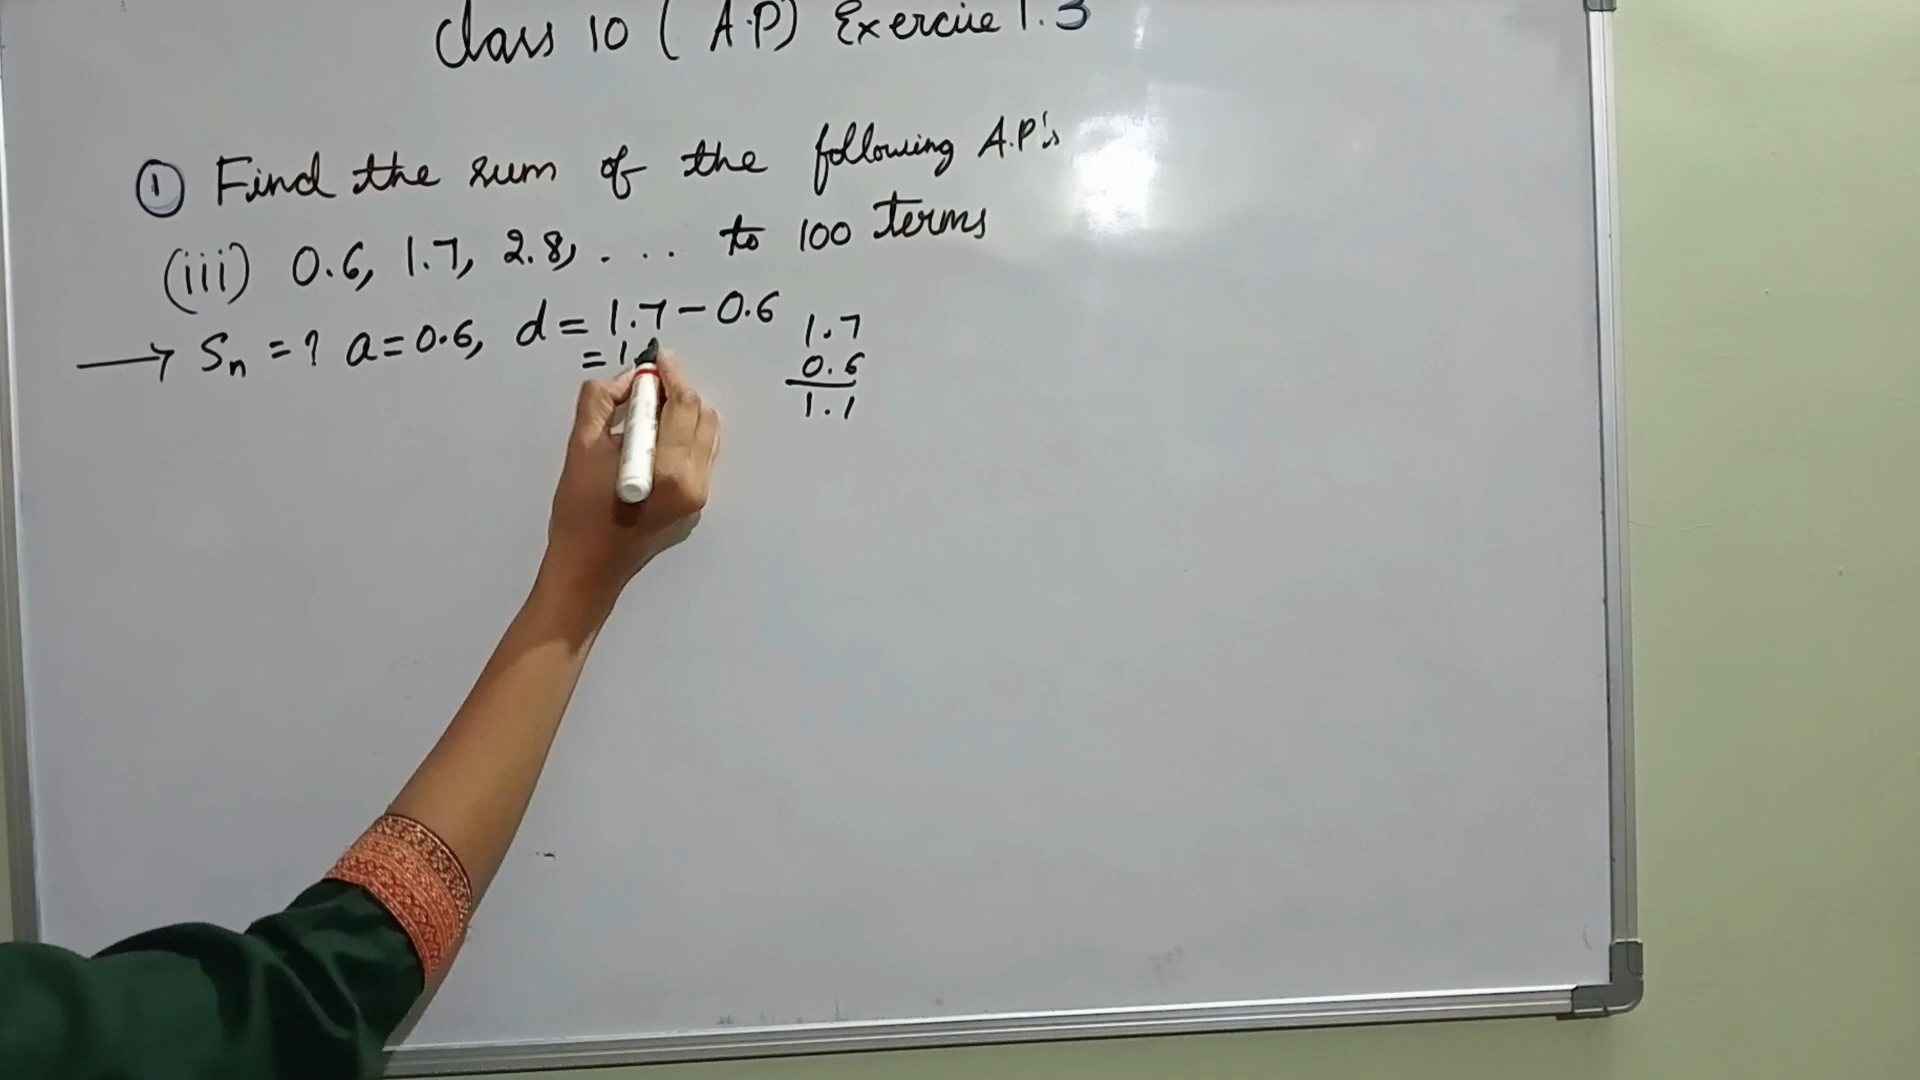 Class 10 (A.P) Exercise 1.3
① Find the sum of the following A.P's
(iii) 0.6, 1.7, 2.8, .... to 100 terms
→ Sn = ? a = 0.6, d = 1.7 - 0.6
= 1.
1.7
0.6
1.1